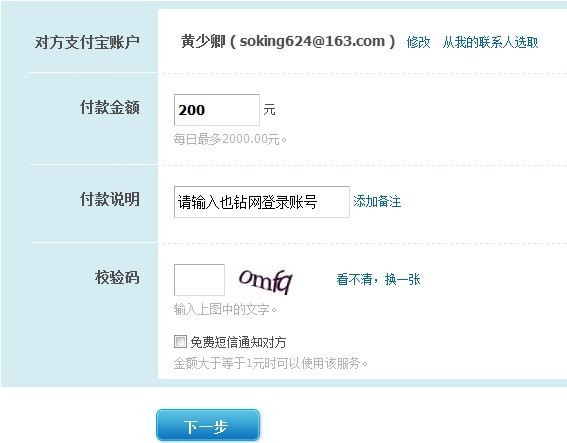 对方支付宝账户 黄少卿 ( soking624@163.com ) 修改 从我的联系人选取
付款金额 200 元
每日最多2000.00元。
付款说明 请输入也钻网登录账号 添加备注
校验码 omfq 看不清，换一张
输入上图中的文字。
免费短信通知对方
金额大于等于1元时可以使用该服务。
下一步